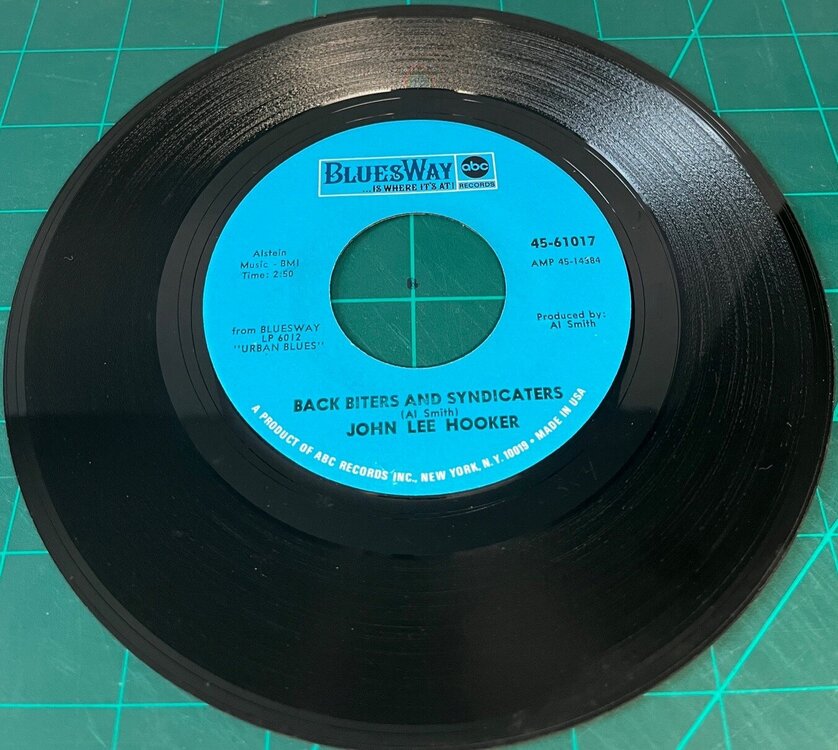 BLUESWAY
...IS WHERE IT'S AT!
abc
RECORDS
45-61017
AMP 45-14384
Alstein
Music - BMI
Time: 2:50
Produced by:
Al Smith
from BLUESWAY
LP 6012
"URBAN BLUES"
BACK BITERS AND SYNDICATERS
(Al Smith)
JOHN LEE HOOKER
A PRODUCT OF ABC RECORDS INC., NEW YORK, N.Y. 10019 • MADE IN USA